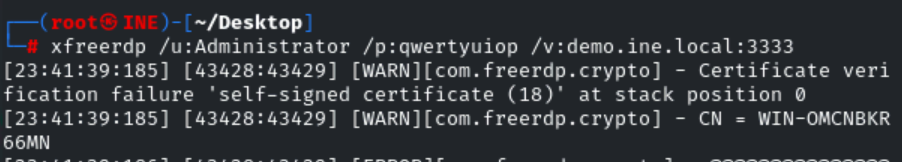 (root㉿INE)-[~/Desktop]
# xfreerdp /u:Administrator /p:qwertyuiop /v:demo.ine.local:3333
[23:41:39:185] [43428:43429] [WARN][com.freerdp.crypto] - Certificate veri
fication failure 'self-signed certificate (18)' at stack position 0
[23:41:39:185] [43428:43429] [WARN][com.freerdp.crypto] - CN = WIN-OMCNBKR
66MN